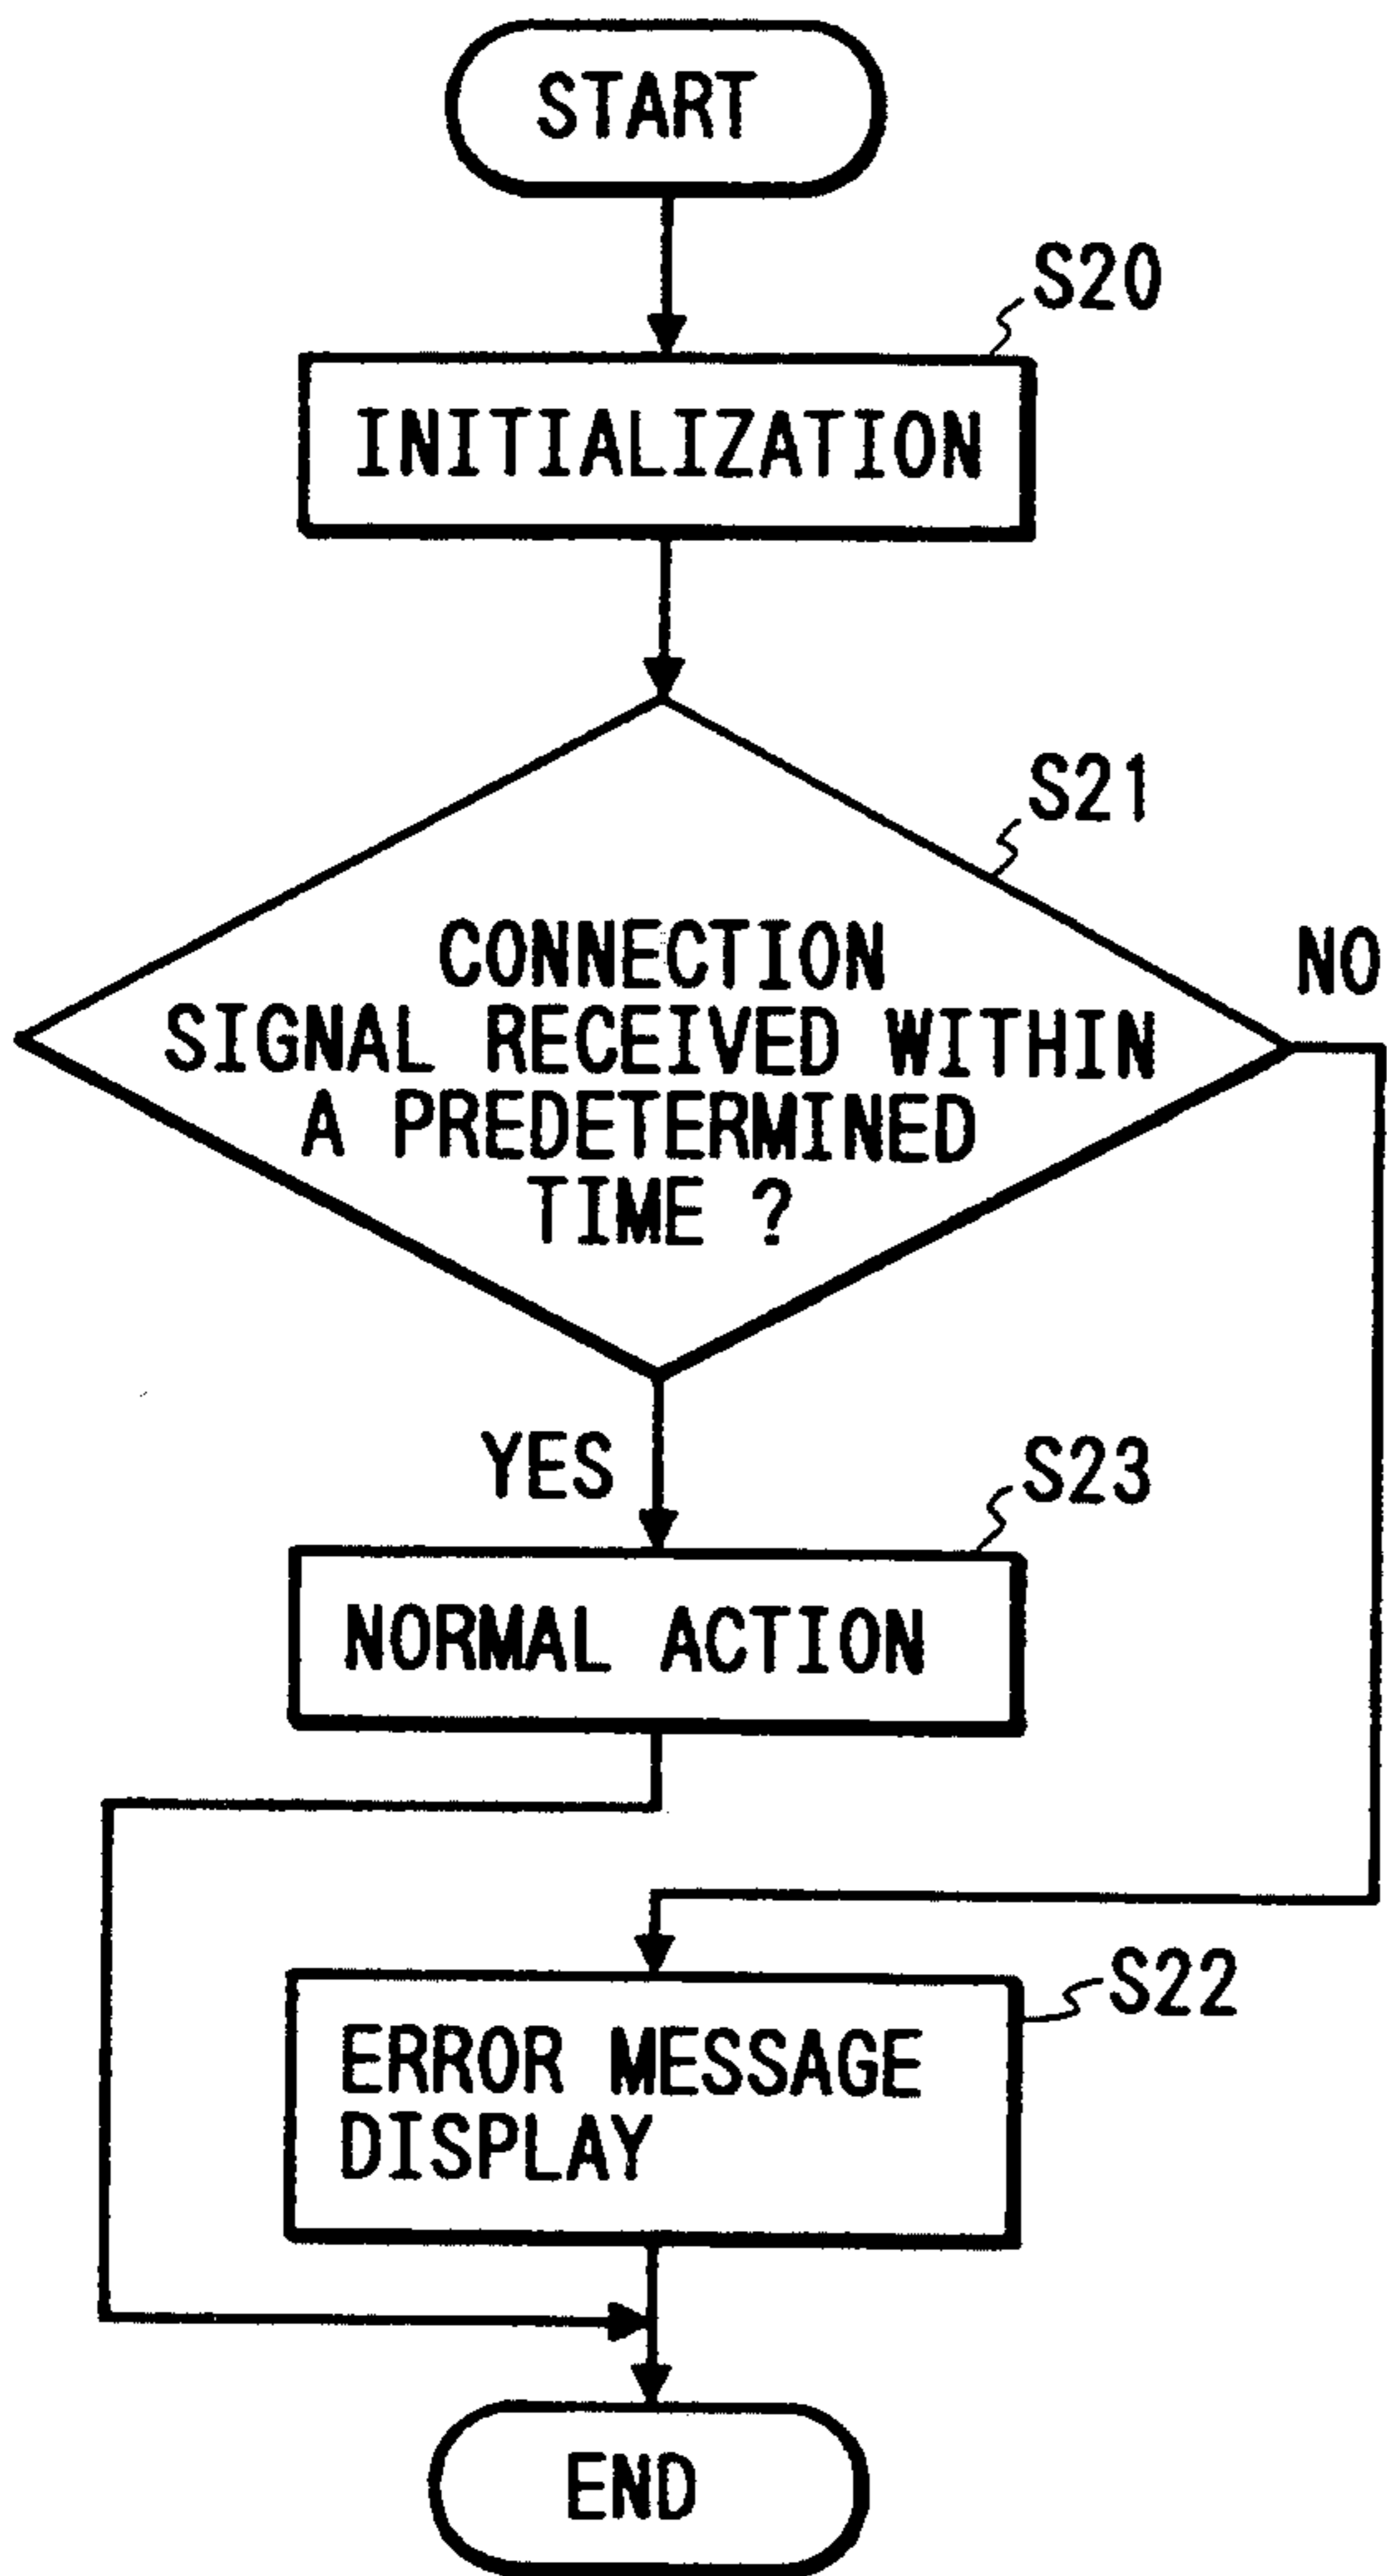 START
S20
INITIALIZATION
S21
CONNECTION
SIGNAL RECEIVED WITHIN
A PREDETERMINED
TIME ?
NO
YES
S23
NORMAL ACTION
S22
ERROR MESSAGE
DISPLAY
END